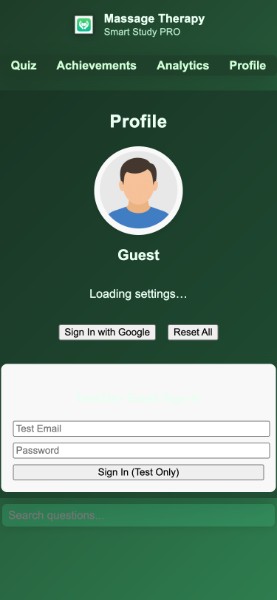 Massage Therapy
Smart Study PRO
Quiz Achievements Analytics Profile
Profile
Guest
Loading settings…
Sign In with Google Reset All
Test Email
Password
Sign In (Test Only)
Search questions...